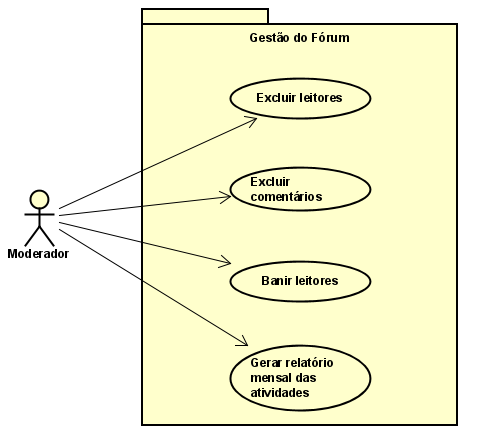 Gestão do Fórum
Excluir leitores
Excluir
comentários
Moderador
Banir leitores
Gerar relatório
mensal das
atividades